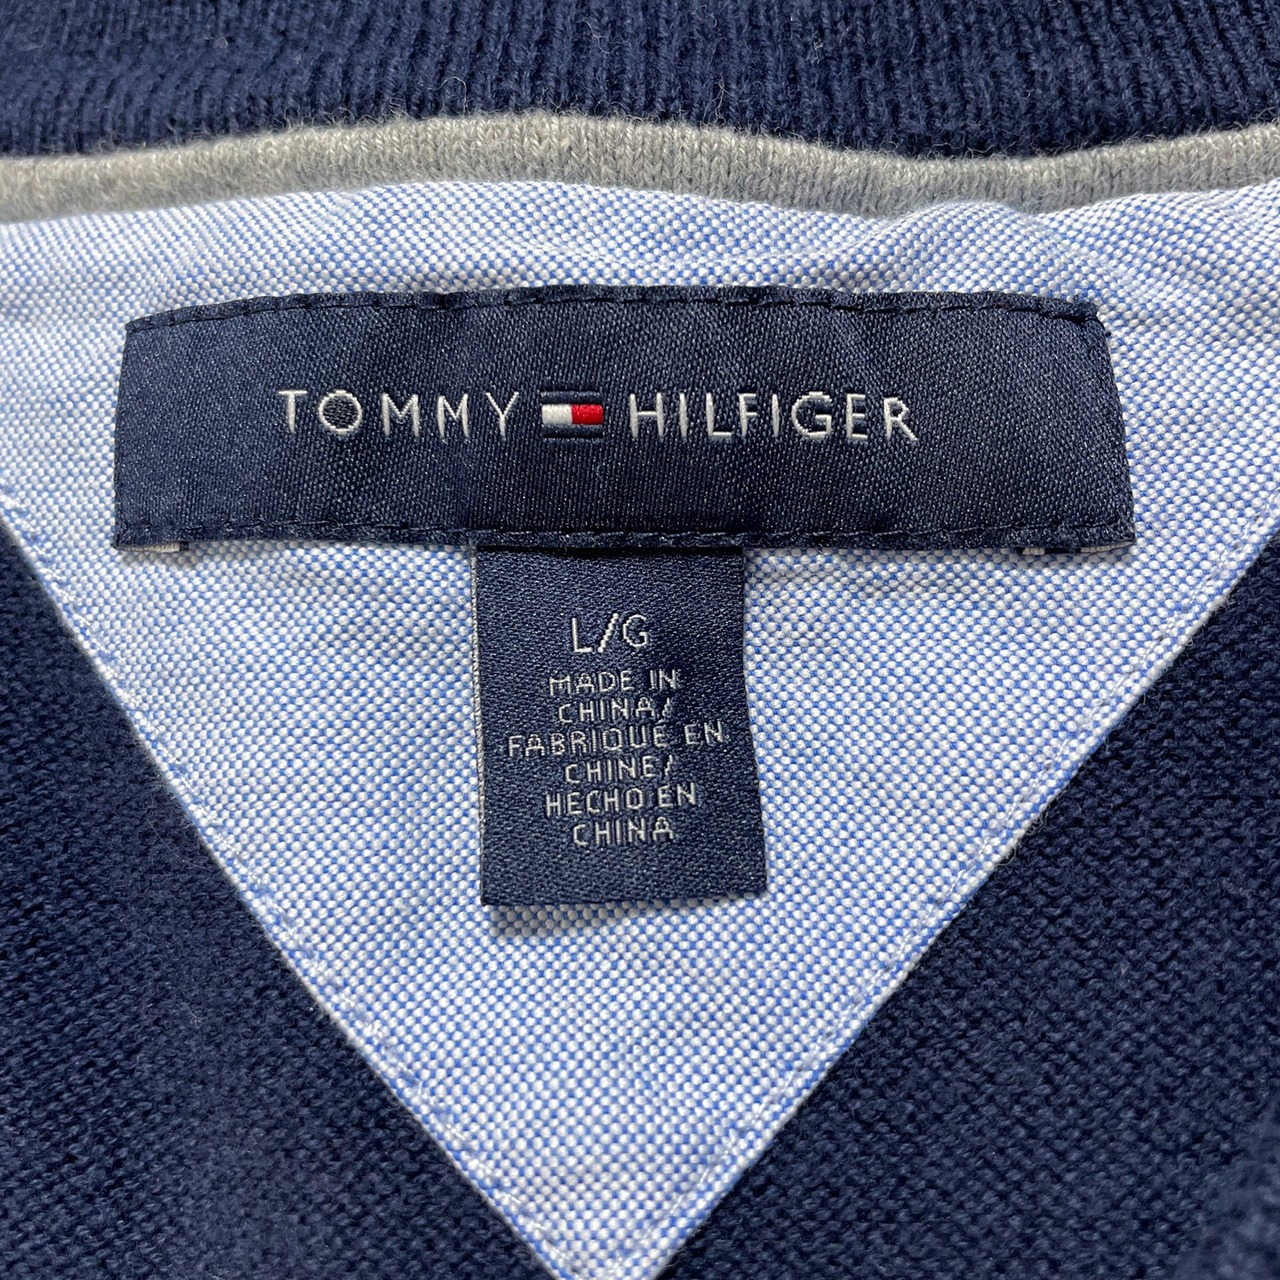 TOMMY HILFIGER
L/G
MADE IN
CHINA/
FABRIQUE EN
CHINE/
HECHO EN
CHINA